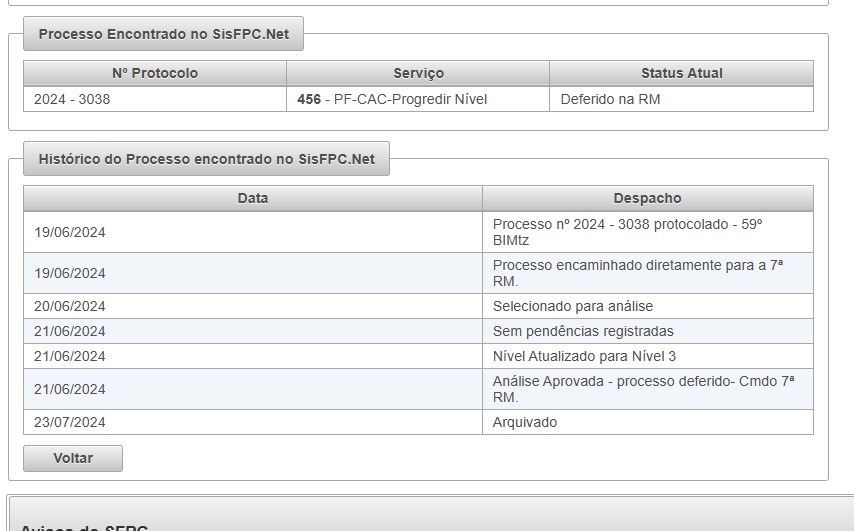 Processo Encontrado no SisFPC.Net
Nº Protocolo Serviço Status Atual
2024 - 3038 456 - PF-CAC-Progredir Nível Deferido na RM
Histórico do Processo encontrado no SisFPC.Net
Data Despacho
19/06/2024 Processo nº 2024 - 3038 protocolado - 59º
BIMtz
19/06/2024 Processo encaminhado diretamente para a 7ª
RM.
20/06/2024 Selecionado para análise
21/06/2024 Sem pendências registradas
21/06/2024 Nível Atualizado para Nível 3
21/06/2024 Análise Aprovada - processo deferido- Cmdo 7ª
RM.
23/07/2024 Arquivado
Voltar